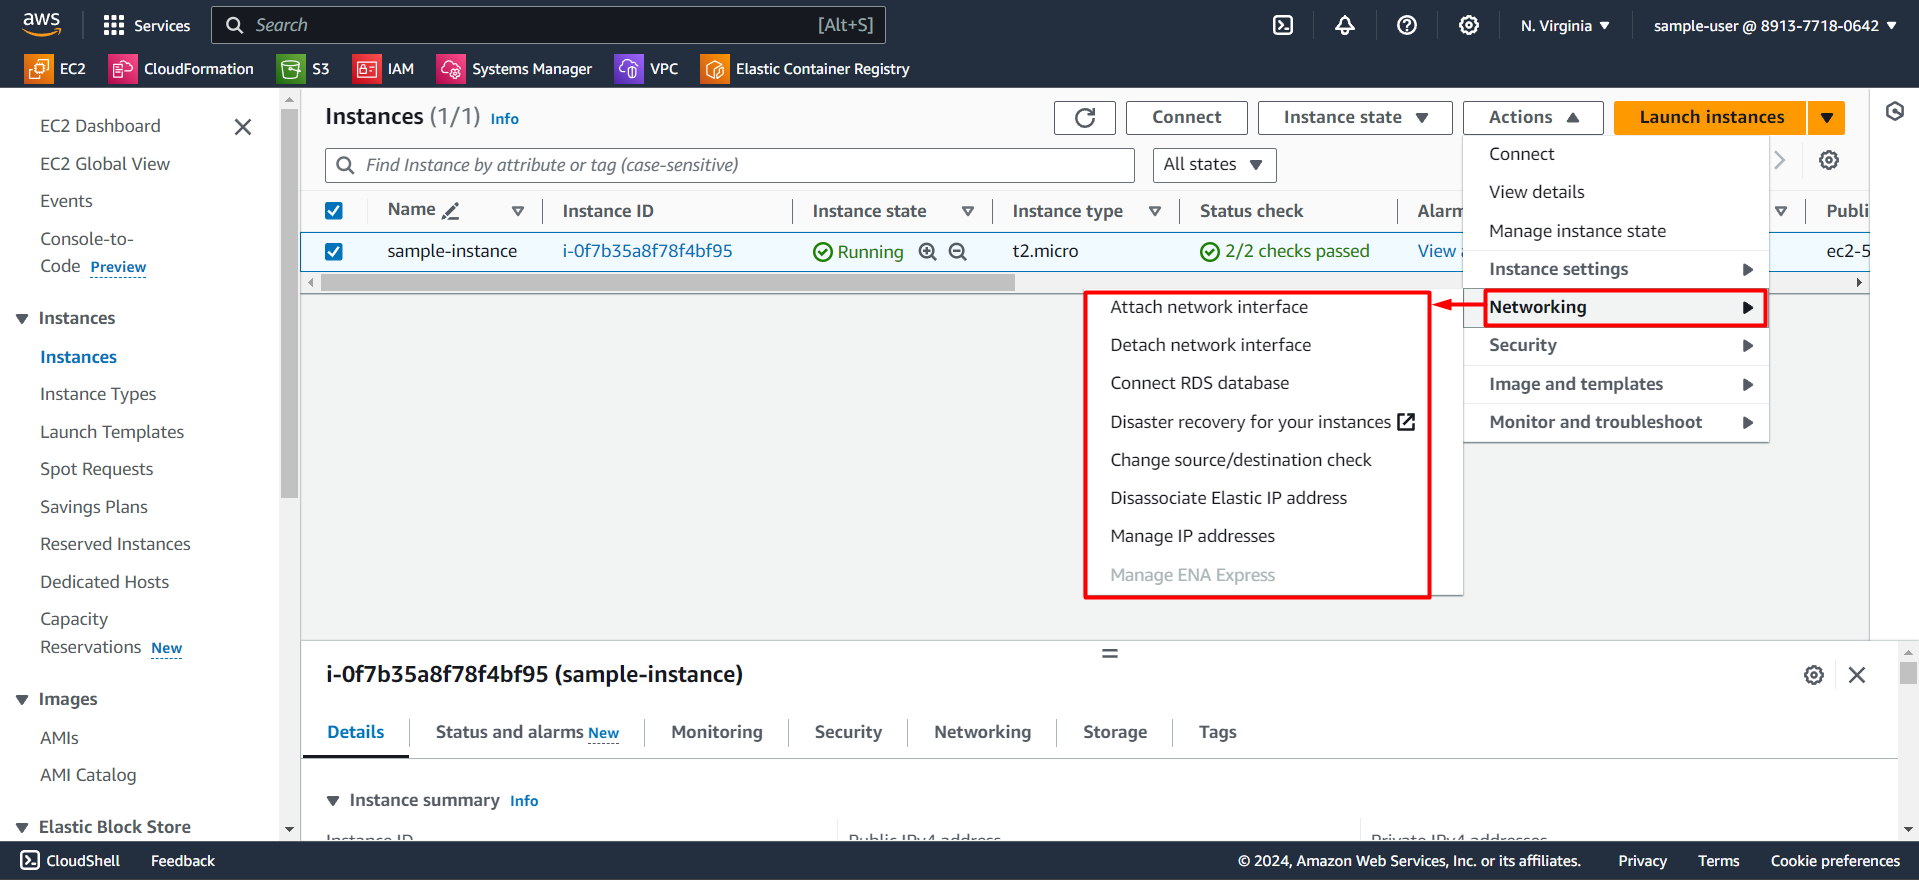 aws
Services
Search
[Alt+S]
N. Virginia
sample-user @ 8913-7718-0642
EC2
CloudFormation
S3
IAM
Systems Manager
VPC
Elastic Container Registry
EC2 Dashboard
EC2 Global View
Events
Console-to-
Code Preview
Instances
Instances
Instance Types
Launch Templates
Spot Requests
Savings Plans
Reserved Instances
Dedicated Hosts
Capacity
Reservations New
Images
AMIs
AMI Catalog
Elastic Block Store
Instances (1/1) Info
Connect
Instance state
Actions
Launch instances
Find Instance by attribute or tag (case-sensitive)
All states
Name
Instance ID
Instance state
Instance type
Status check
Alarm
Publi
sample-instance
i-0f7b35a8f78f4bf95
Running
t2.micro
2/2 checks passed
View
ec2-5
Connect
View details
Manage instance state
Instance settings
Networking
Security
Image and templates
Monitor and troubleshoot
Attach network interface
Detach network interface
Connect RDS database
Disaster recovery for your instances
Change source/destination check
Disassociate Elastic IP address
Manage IP addresses
Manage ENA Express
i-0f7b35a8f78f4bf95 (sample-instance)
Details
Status and alarms New
Monitoring
Security
Networking
Storage
Tags
Instance summary Info
Instance ID
Public IPv4 address
Private IPv4 addresses
CloudShell
Feedback
© 2024, Amazon Web Services, Inc. or its affiliates.
Privacy
Terms
Cookie preferences